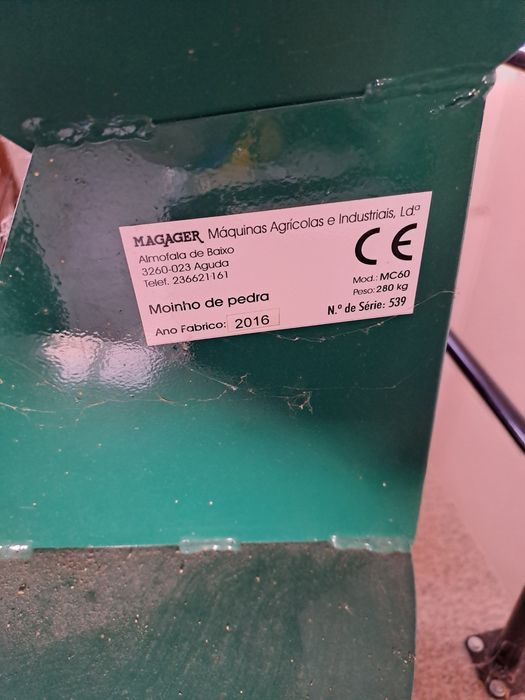 MAGAGER Máquinas Agrícolas e Industriais, Ldª
Almofala de Baixo
3260-023 Aguda
Telef. 236621161
CE
Moinho de pedra
Mod.: MC60
Peso: 280 kg
Ano Fabrico: 2016
N.º de Série: 539